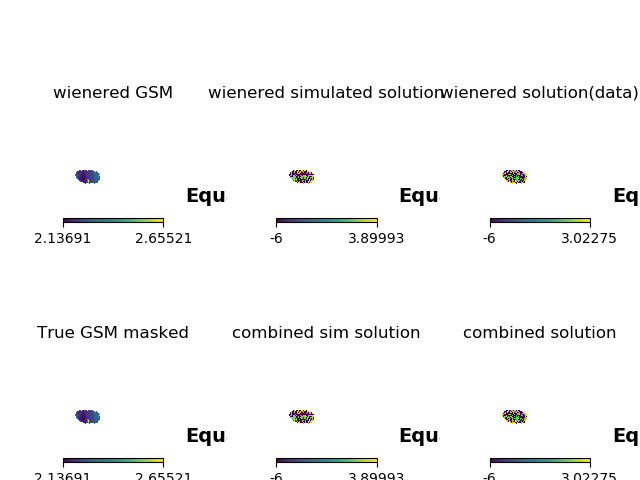 wienered GSM
wienered simulated solution
wienered solution(data)
Equ
Equ
Eq
2.13691 2.65521
-6 3.89993
-6 3.02275
True GSM masked
combined sim solution
combined solution
Equ
Equ
Eq
2.13691 2.65521
-6 3.89993
-6 3.02275